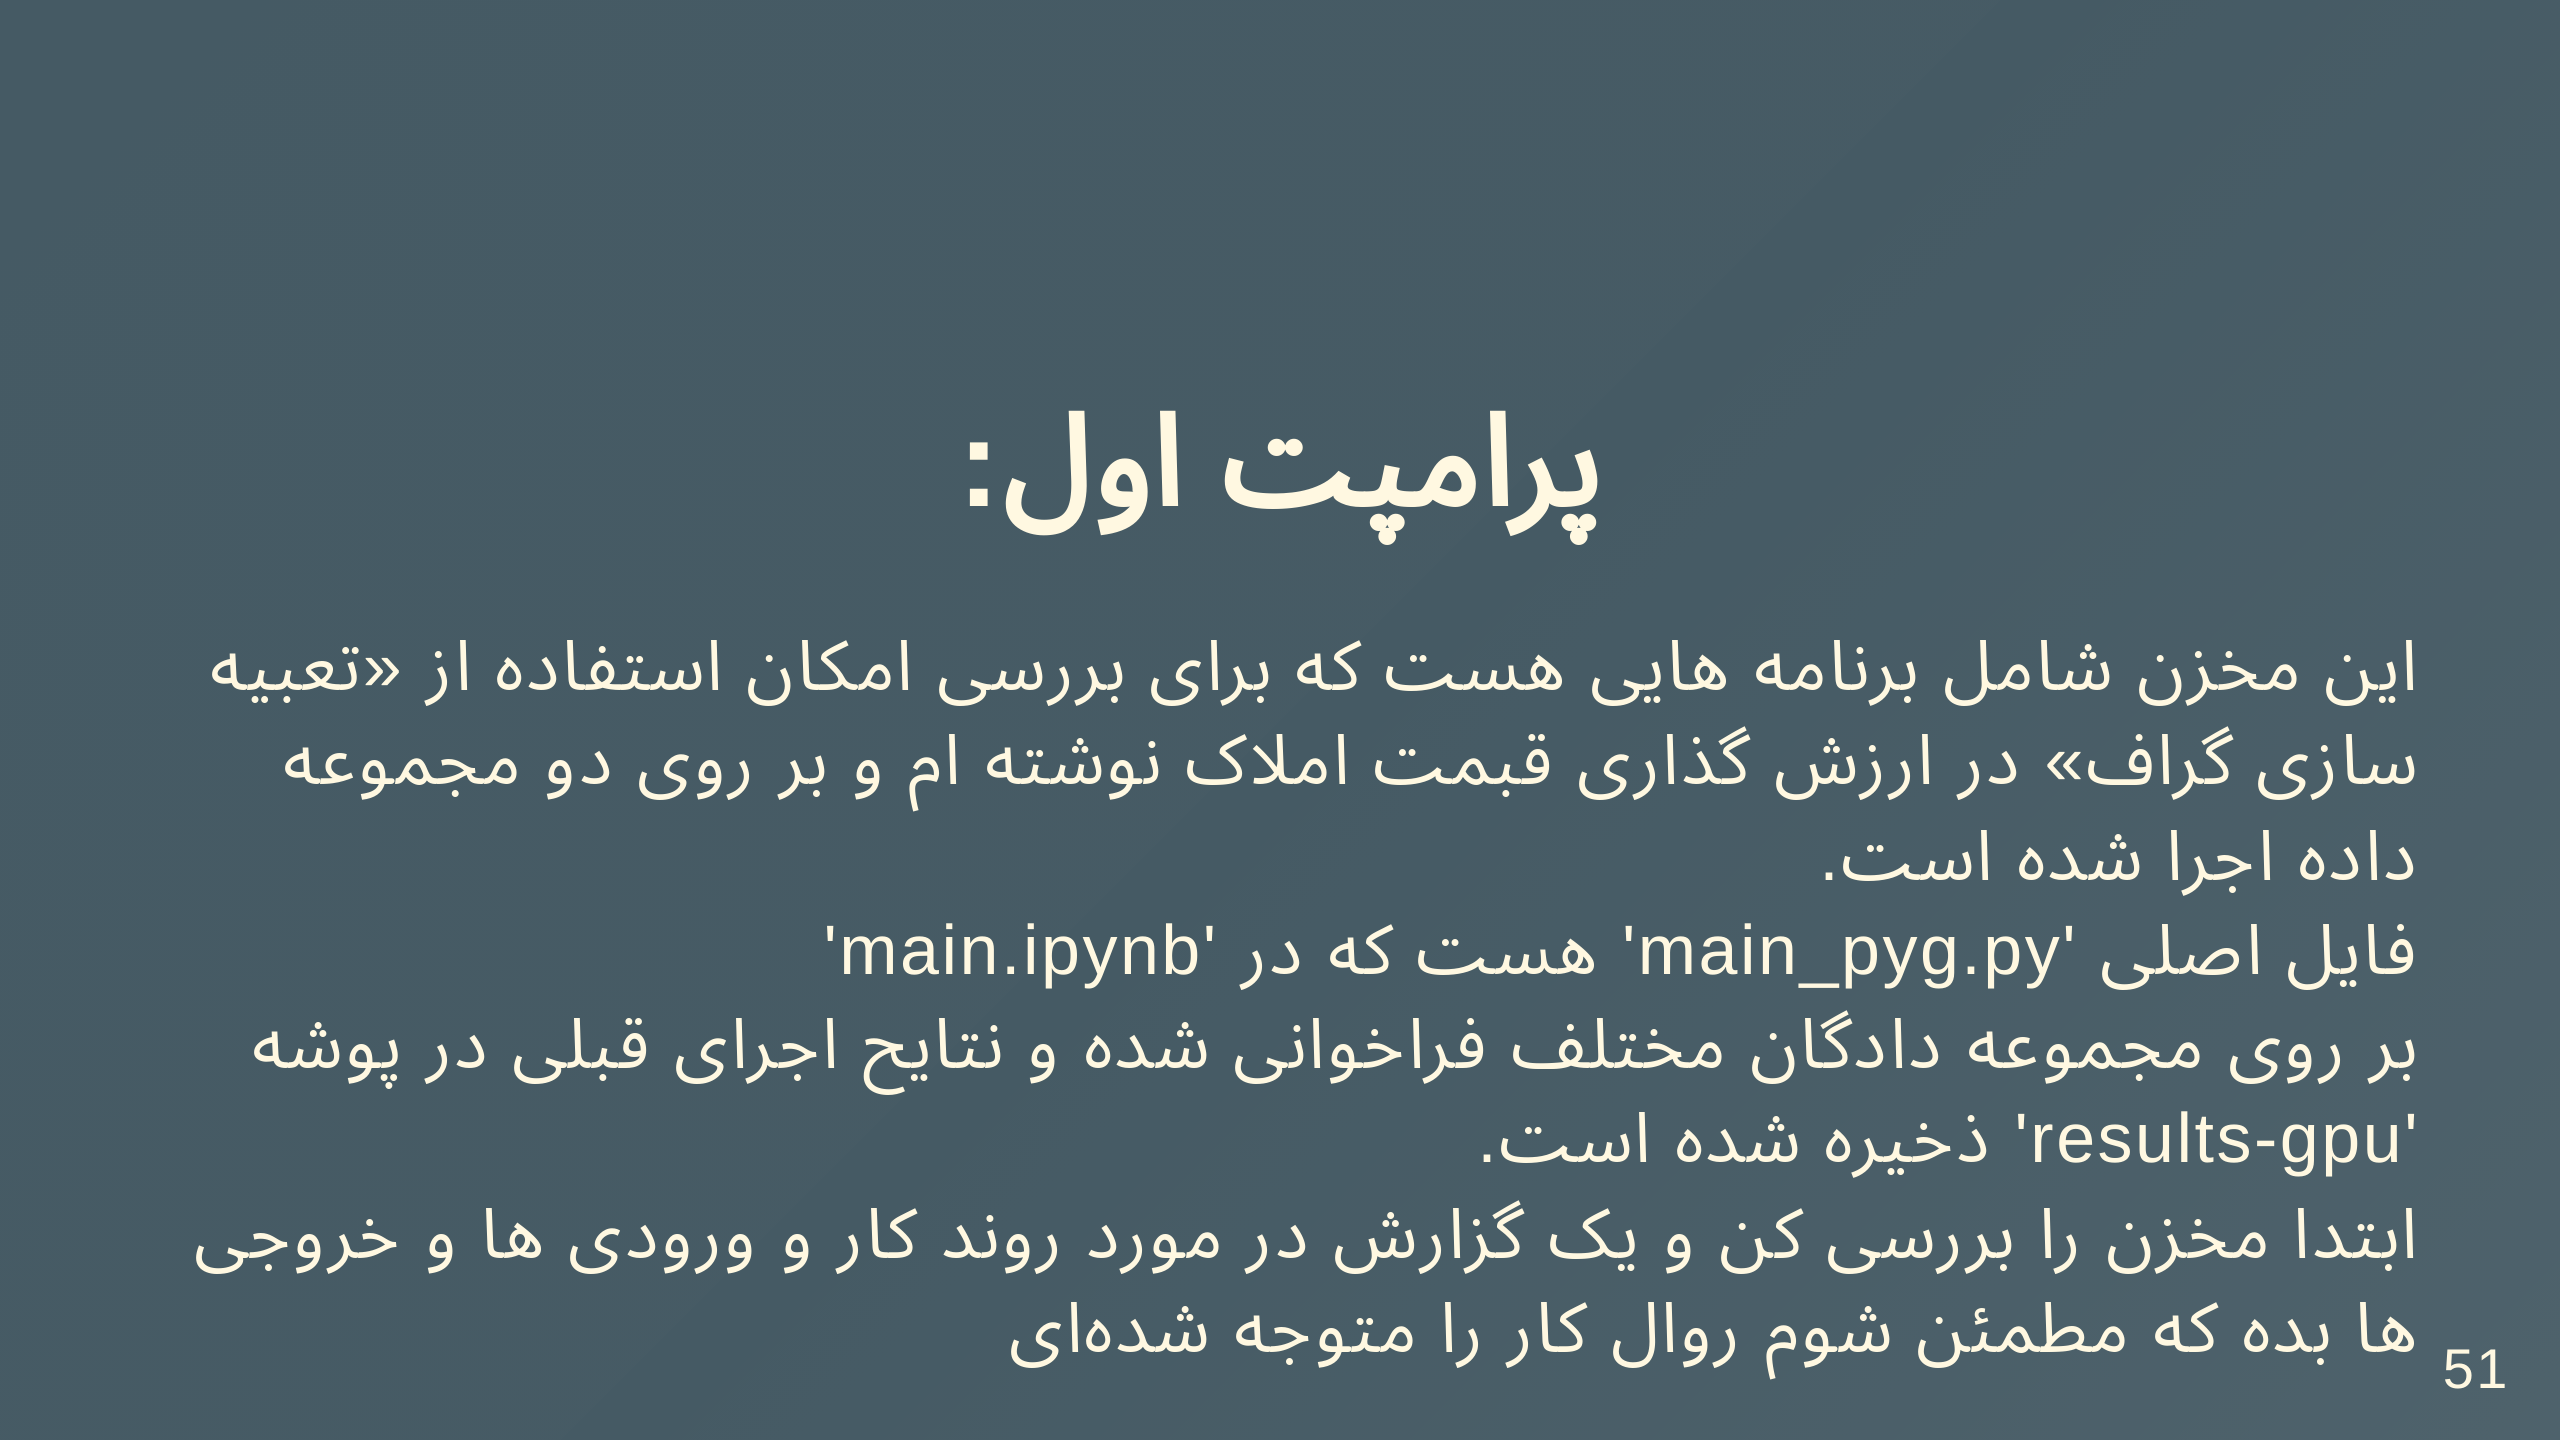 پرامپت اول:
این مخزن شامل برنامه هایی هست که برای بررسی امکان استفاده از «تعبیه
سازی گراف» در ارزش گذاری قبمت املاک نوشته ام و بر روی دو مجموعه
داده اجرا شده است.
فایل اصلی 'main_pyg.py' هست که در 'main.ipynb'
بر روی مجموعه دادگان مختلف فراخوانی شده و نتایح اجرای قبلی در پوشه
'results-gpu' ذخیره شده است.
ابتدا مخزن را بررسی کن و یک گزارش در مورد روند کار و ورودی ها و خروجی
ها بده که مطمئن شوم روال کار را متوجه شده‌ای
51